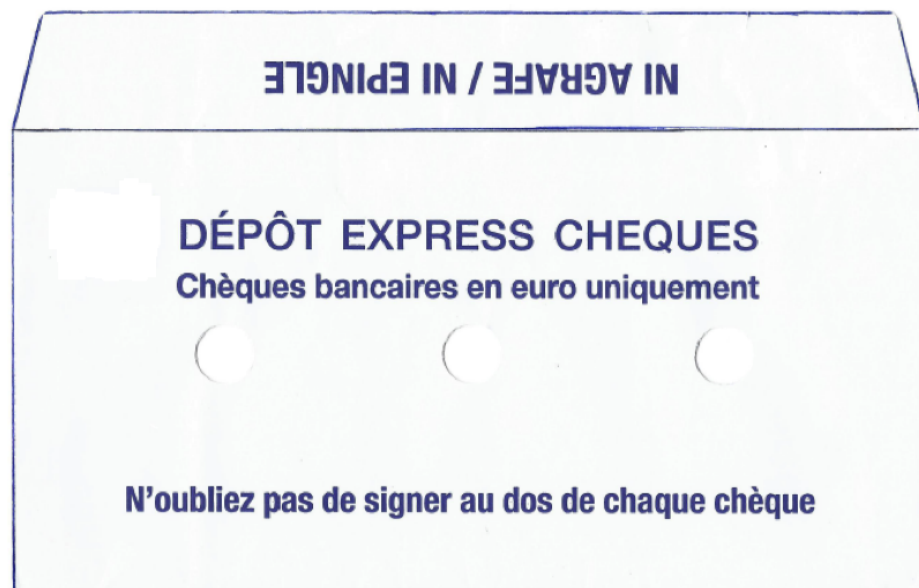 NI AGRAFE / NI EPINGLE
DÉPÔT EXPRESS CHEQUES
Chèques bancaires en euro uniquement
N'oubliez pas de signer au dos de chaque chèque